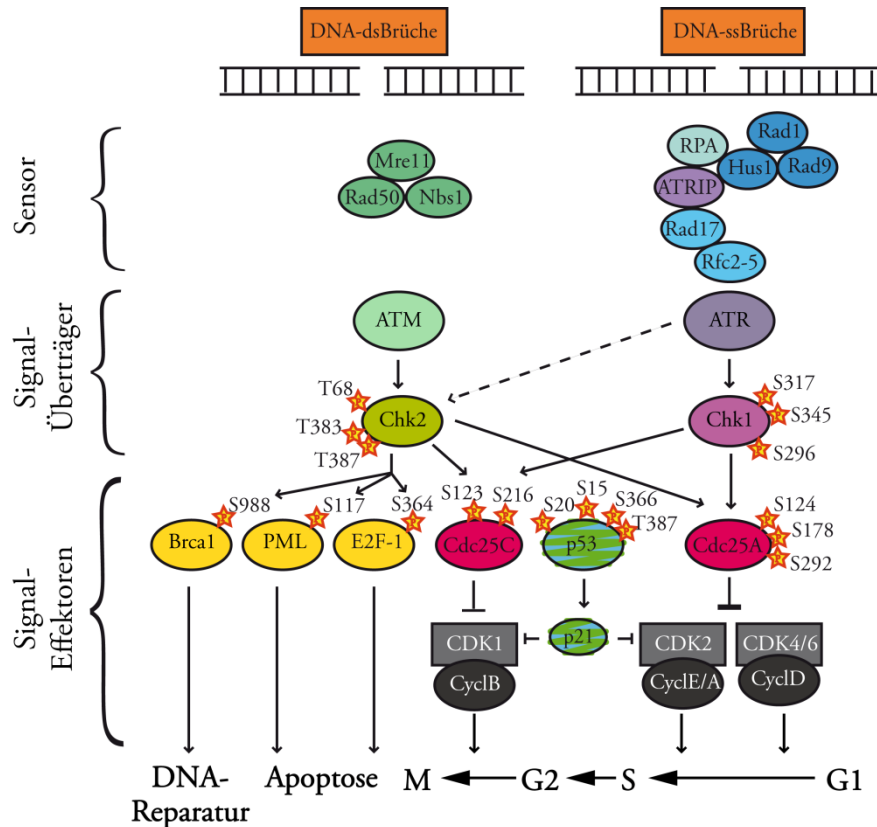 DNA-dsBrüche
DNA-ssBrüche
Sensor
Mre11
Rad50
Nbs1
RPA
Rad1
Hus1
Rad9
ATRIP
Rad17
Rfc2-5
Signal-
Überträger
ATM
ATR
T68
T383
T387
Chk2
Chk1
S317
S345
S296
Signal-
Effektoren
S988
S117
S364
S123
S216
S20
S15
S366
T387
S124
S178
S292
Brca1
PML
E2F-1
Cdc25C
p53
Cdc25A
CDK1
p21
CDK2
CDK4/6
CyclB
CyclE/A
CyclD
DNA-
Reparatur
Apoptose
M
G2
S
G1